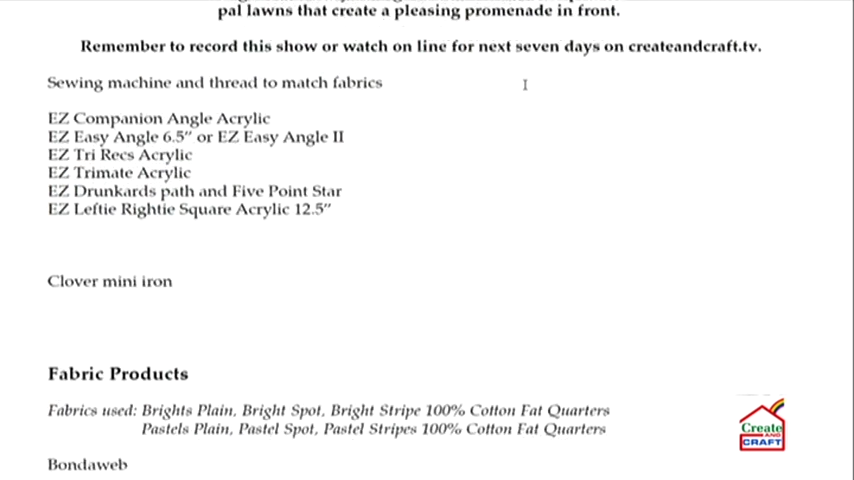 pal lawns that create a pleasing promenade in front.
Remember to record this show or watch on line for next seven days on createandcraft.tv.
Sewing machine and thread to match fabrics
EZ Companion Angle Acrylic
EZ Easy Angle 6.5” or EZ Easy Angle II
EZ Tri Recs Acrylic
EZ Trimate Acrylic
EZ Drunkards path and Five Point Star
EZ Leftie Rightie Square Acrylic 12.5”
Clover mini iron
Fabric Products
Fabrics used: Brights Plain, Bright Spot, Bright Stripe 100% Cotton Fat Quarters
Pastels Plain, Pastel Spot, Pastel Stripes 100% Cotton Fat Quarters
Bondaweb
Create
AND
CRAFT